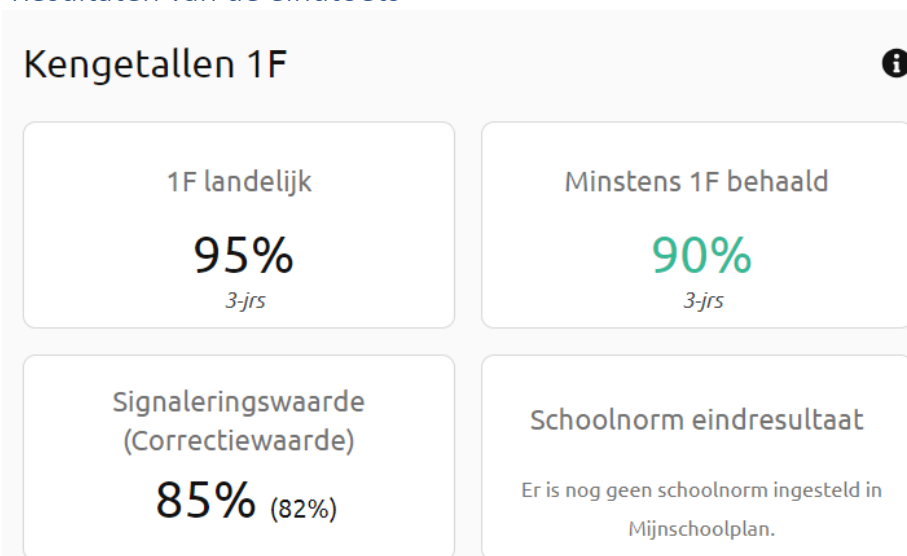 Kengetallen 1F
1F landelijk
95%
3-jrs
Minstens 1F behaald
90%
3-jrs
Signaleringswaarde
(Correctiewaarde)
85% (82%)
Schoolnorm eindresultaat
Er is nog geen schoolnorm ingesteld in
Mijnschoolplan.